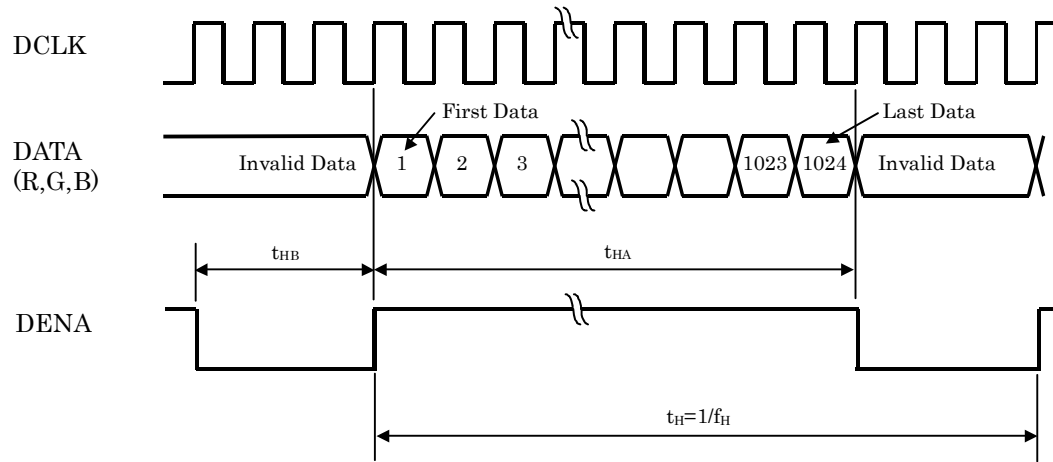 DCLK
First Data
Last Data
DATA
(R,G,B)
Invalid Data
1
2
3
1023
1024
Invalid Data
tHB
tHA
DENA
tH=1/fH